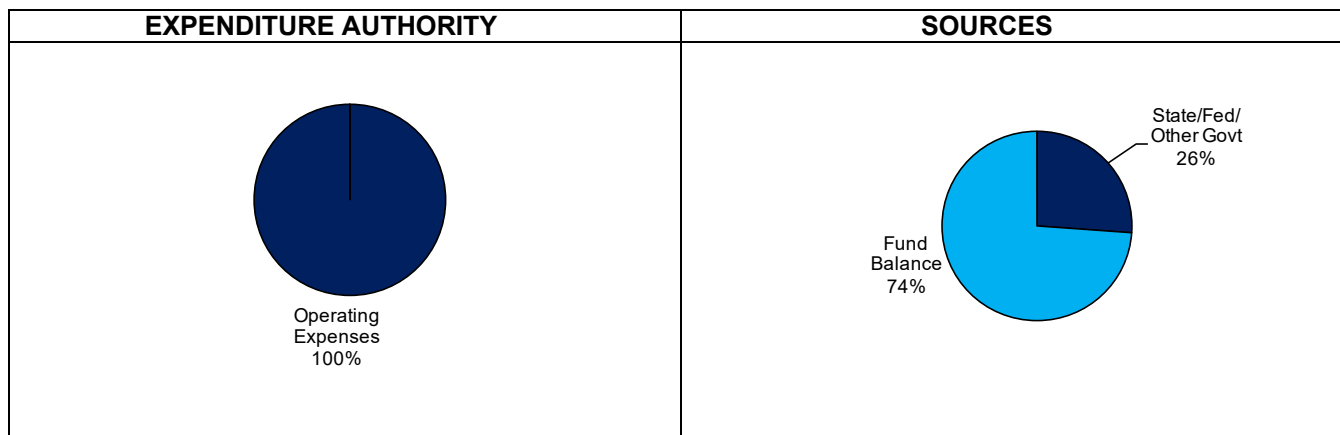 EXPENDITURE AUTHORITY
SOURCES
Operating
Expenses
100%
State/Fed/
Other Govt
26%
Fund
Balance
74%